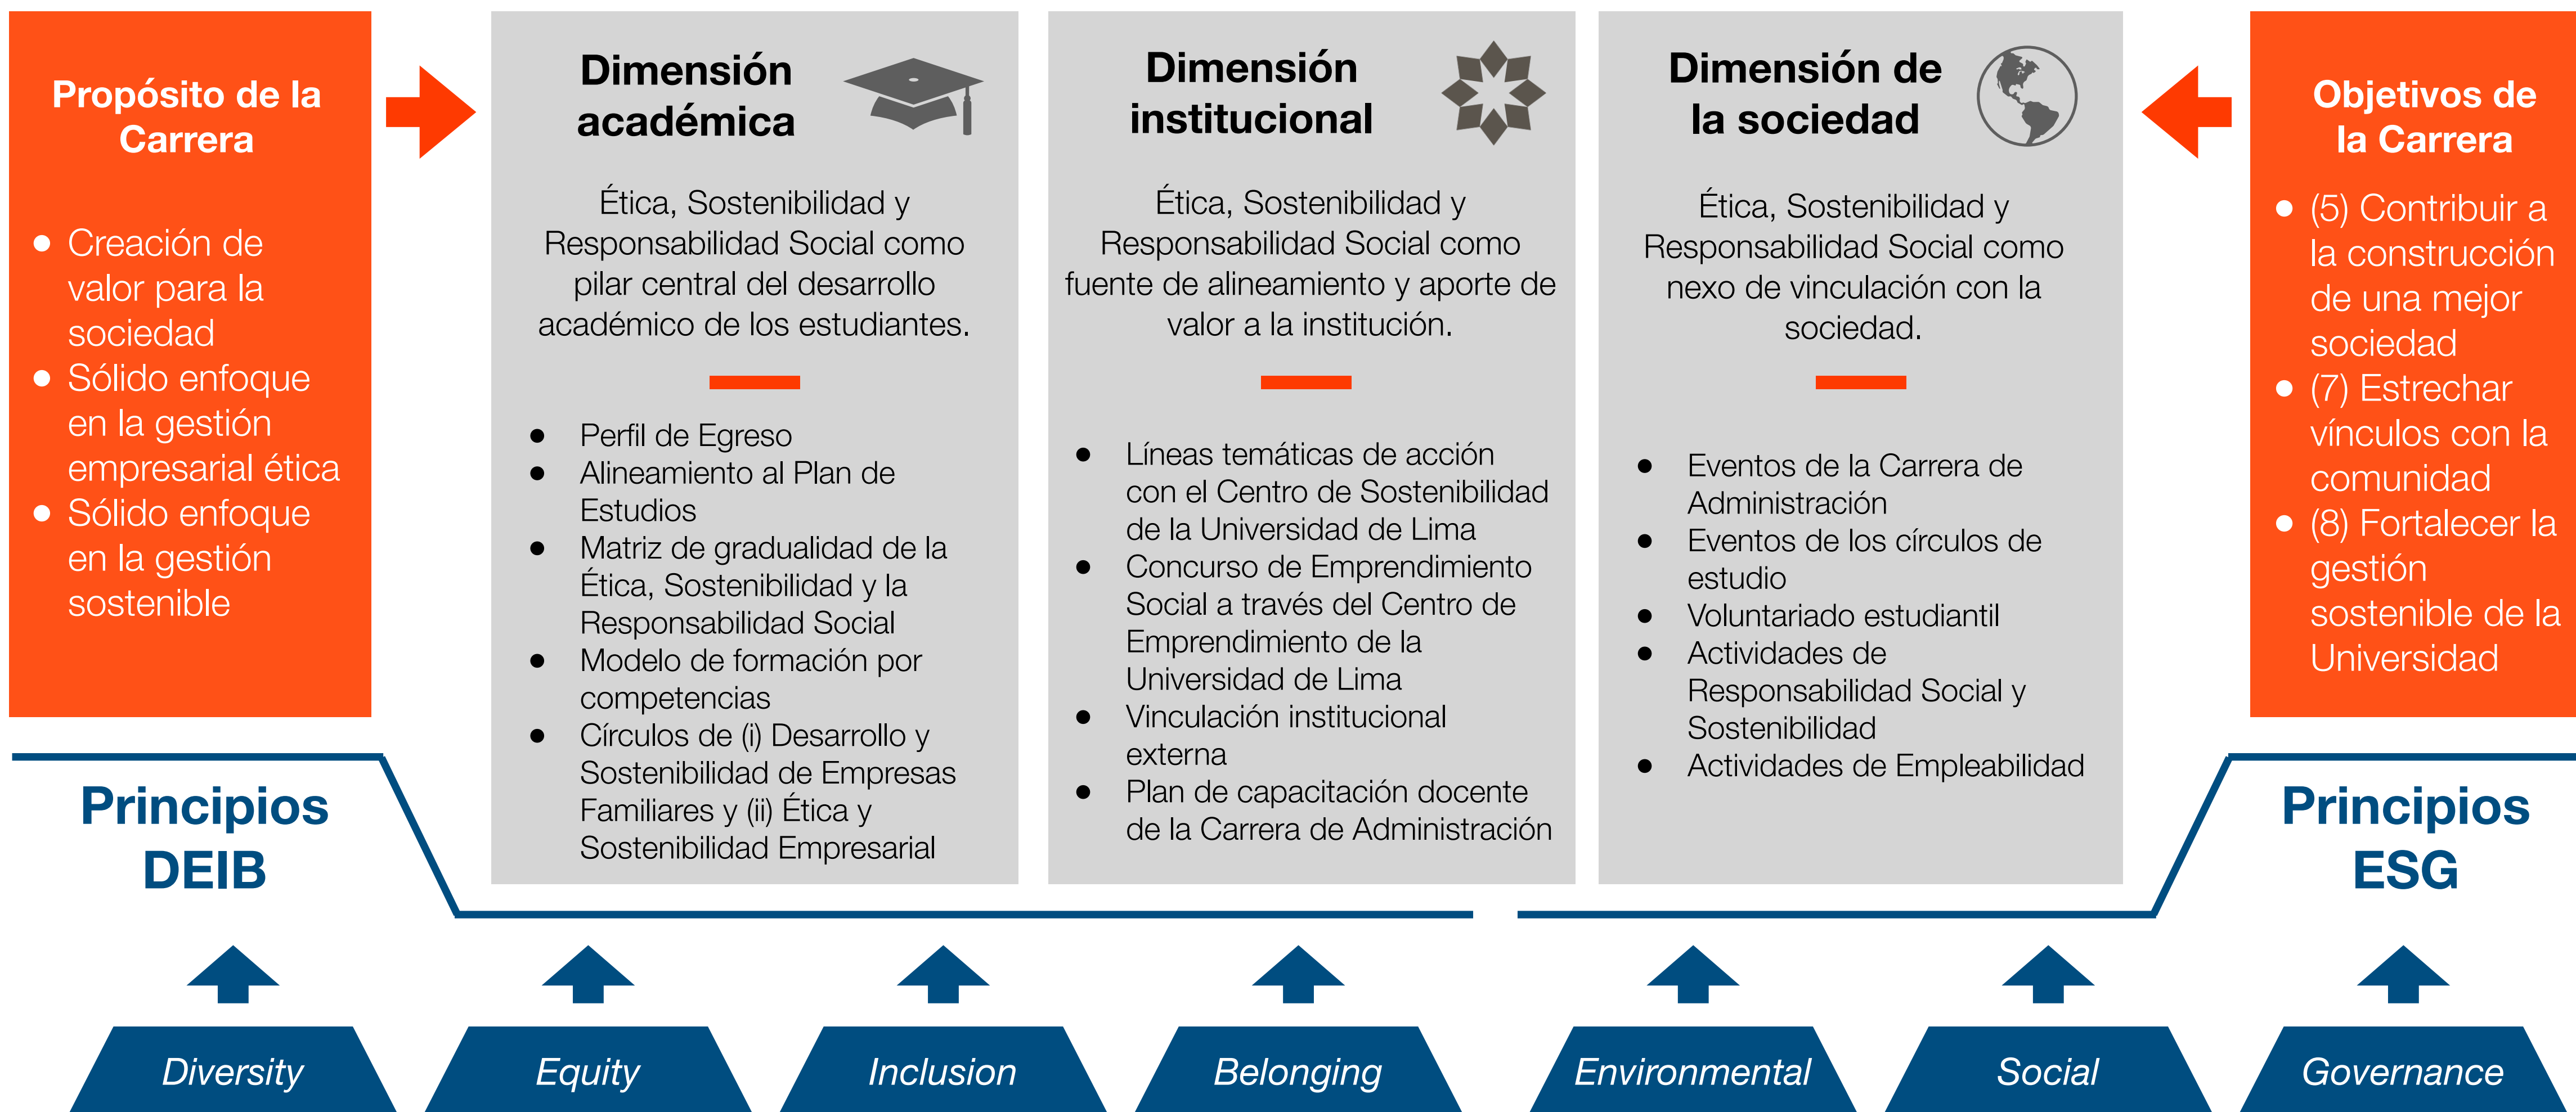 Propósito de la
Carrera
● Creación de
valor para la
sociedad
● Sólido enfoque
en la gestión
empresarial ética
● Sólido enfoque
en la gestión
sostenible
Dimensión
académica
Ética, Sostenibilidad y
Responsabilidad Social como
pilar central del desarrollo
académico de los estudiantes.
● Perfil de Egreso
● Alineamiento al Plan de
Estudios
● Matriz de gradualidad de la
Ética, Sostenibilidad y la
Responsabilidad Social
● Modelo de formación por
competencias
● Círculos de (i) Desarrollo y
Sostenibilidad de Empresas
Familiares y (ii) Ética y
Sostenibilidad Empresarial
Dimensión
institucional
Ética, Sostenibilidad y
Responsabilidad Social como
fuente de alineamiento y aporte de
valor a la institución.
● Líneas temáticas de acción
con el Centro de Sostenibilidad
de la Universidad de Lima
● Concurso de Emprendimiento
Social a través del Centro de
Emprendimiento de la
Universidad de Lima
● Vinculación institucional
externa
● Plan de capacitación docente
de la Carrera de Administración
Dimensión de
la sociedad
Ética, Sostenibilidad y
Responsabilidad Social como
nexo de vinculación con la
sociedad.
● Eventos de la Carrera de
Administración
● Eventos de los círculos de
estudio
● Voluntariado estudiantil
● Actividades de
Responsabilidad Social y
Sostenibilidad
● Actividades de Empleabilidad
Objetivos de
la Carrera
● (5) Contribuir a
la construcción
de una mejor
sociedad
● (7) Estrechar
vínculos con la
comunidad
● (8) Fortalecer la
gestión
sostenible de la
Universidad
Principios
DEIB
Principios
ESG
Diversity
Equity
Inclusion
Belonging
Environmental
Social
Governance